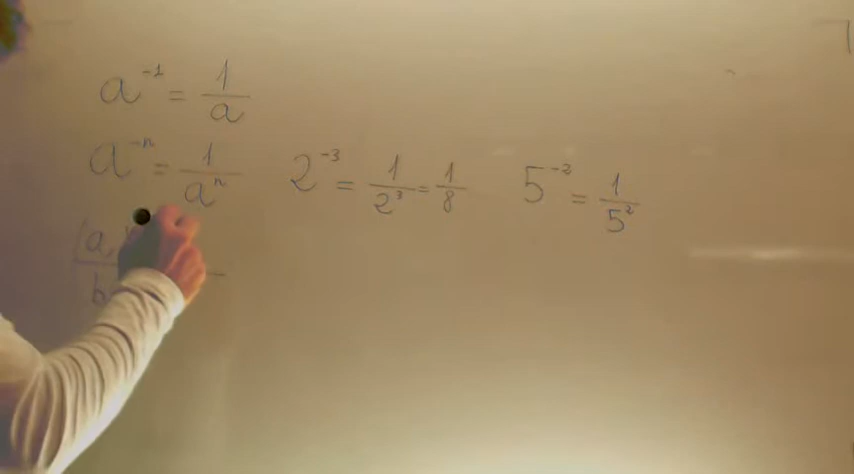 a⁻¹ = 1/a
a⁻ⁿ = 1/aⁿ 2⁻³ = 1/2³ = 1/8 5⁻² = 1/5²
(a/b